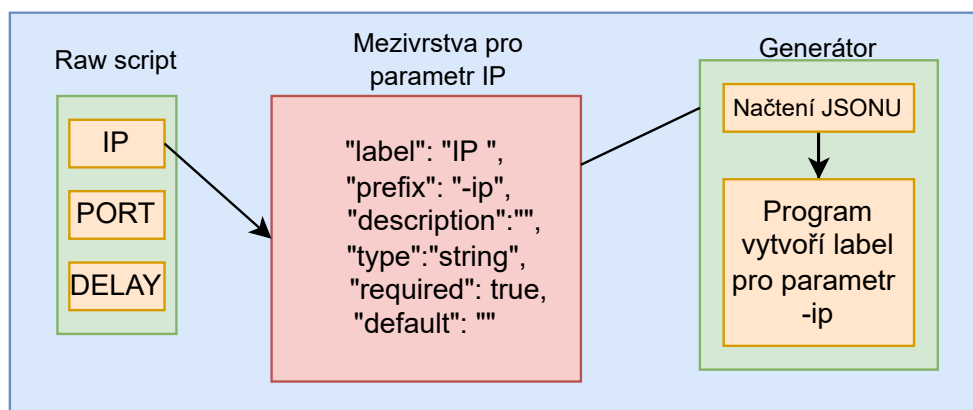 Raw script
IP
PORT
DELAY
Mezivrstva pro
parametr IP
"label": "IP ",
"prefix": "-ip",
"description":"",
"type":"string",
"required": true,
"default": ""
Generátor
Načtení JSONU
Program
vytvoří label
pro parametr
-ip